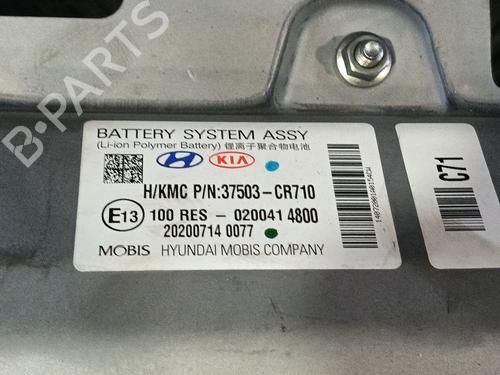 B-PARTS
BATTERY SYSTEM ASSY
(Li-ion Polymer Battery) 锂离子聚合物电池
KIA
H/KMC P/N:37503-CR710
E13 100 RES - 020041 4800
20200714 0077
MOBIS HYUNDAI MOBIS COMPANY
C71